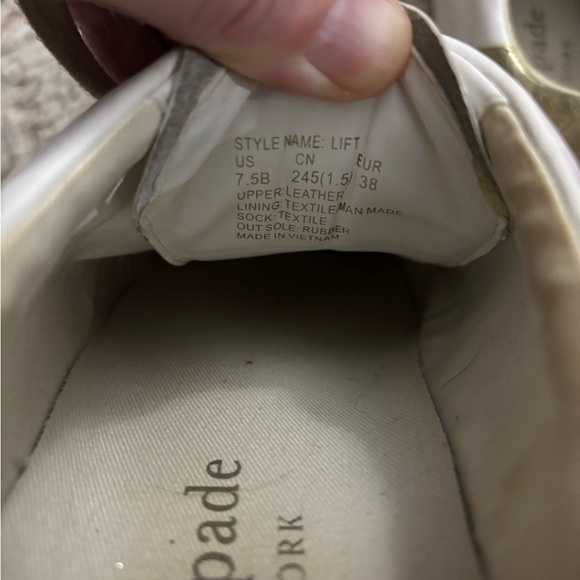 STYLE NAME: LIFT
US CN EUR
7.5B 245(1.5) 38
UPPER:LEATHER
LINING:TEXTILE/MAN MADE
SOCK:TEXTILE
OUT SOLE: RUBBER
MADE IN VIETNAM
pade
ORK
pade